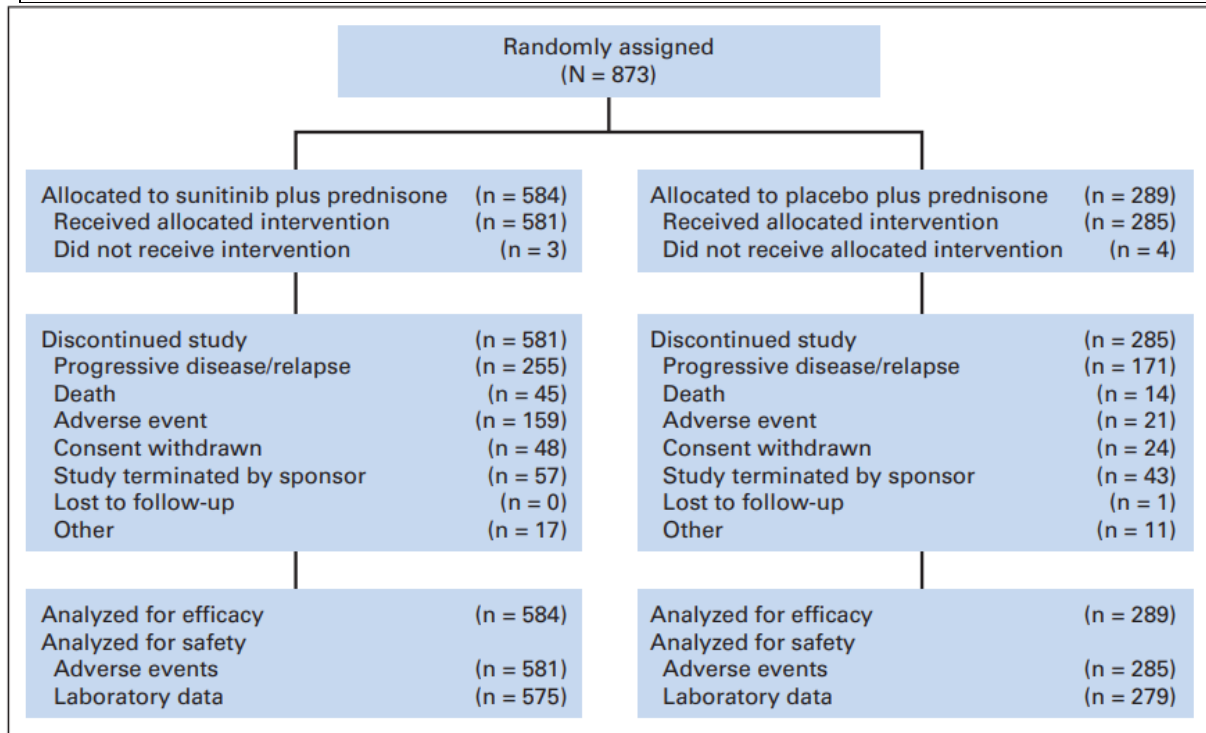 Randomly assigned
(N = 873)
Allocated to sunitinib plus prednisone (n = 584)
Received allocated intervention (n = 581)
Did not receive intervention (n = 3)
Allocated to placebo plus prednisone (n = 289)
Received allocated intervention (n = 285)
Did not receive allocated intervention (n = 4)
Discontinued study (n = 581)
Progressive disease/relapse (n = 255)
Death (n = 45)
Adverse event (n = 159)
Consent withdrawn (n = 48)
Study terminated by sponsor (n = 57)
Lost to follow-up (n = 0)
Other (n = 17)
Discontinued study (n = 285)
Progressive disease/relapse (n = 171)
Death (n = 14)
Adverse event (n = 21)
Consent withdrawn (n = 24)
Study terminated by sponsor (n = 43)
Lost to follow-up (n = 1)
Other (n = 11)
Analyzed for efficacy (n = 584)
Analyzed for safety
Adverse events (n = 581)
Laboratory data (n = 575)
Analyzed for efficacy (n = 289)
Analyzed for safety
Adverse events (n = 285)
Laboratory data (n = 279)